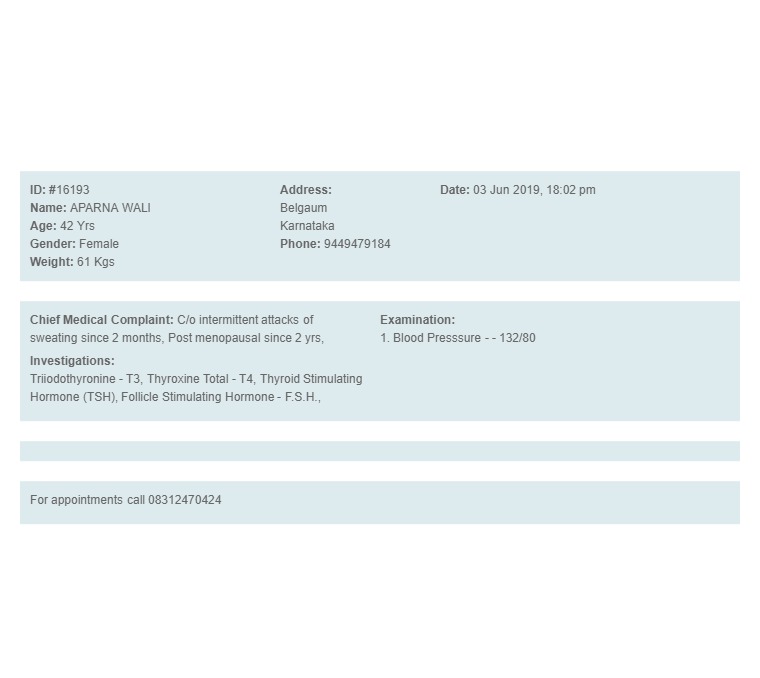 ID: #16193
Name: APARNA WALI
Age: 42 Yrs
Gender: Female
Weight: 61 Kgs
Address:
Belgaum
Karnataka
Phone: 9449479184
Date: 03 Jun 2019, 18:02 pm
Chief Medical Complaint: C/o intermittent attacks of
sweating since 2 months, Post menopausal since 2 yrs,
Investigations:
Triiodothyronine - T3, Thyroxine Total - T4, Thyroid Stimulating
Hormone (TSH), Follicle Stimulating Hormone - F.S.H.,
Examination:
1. Blood Presssure - - 132/80
For appointments call 08312470424